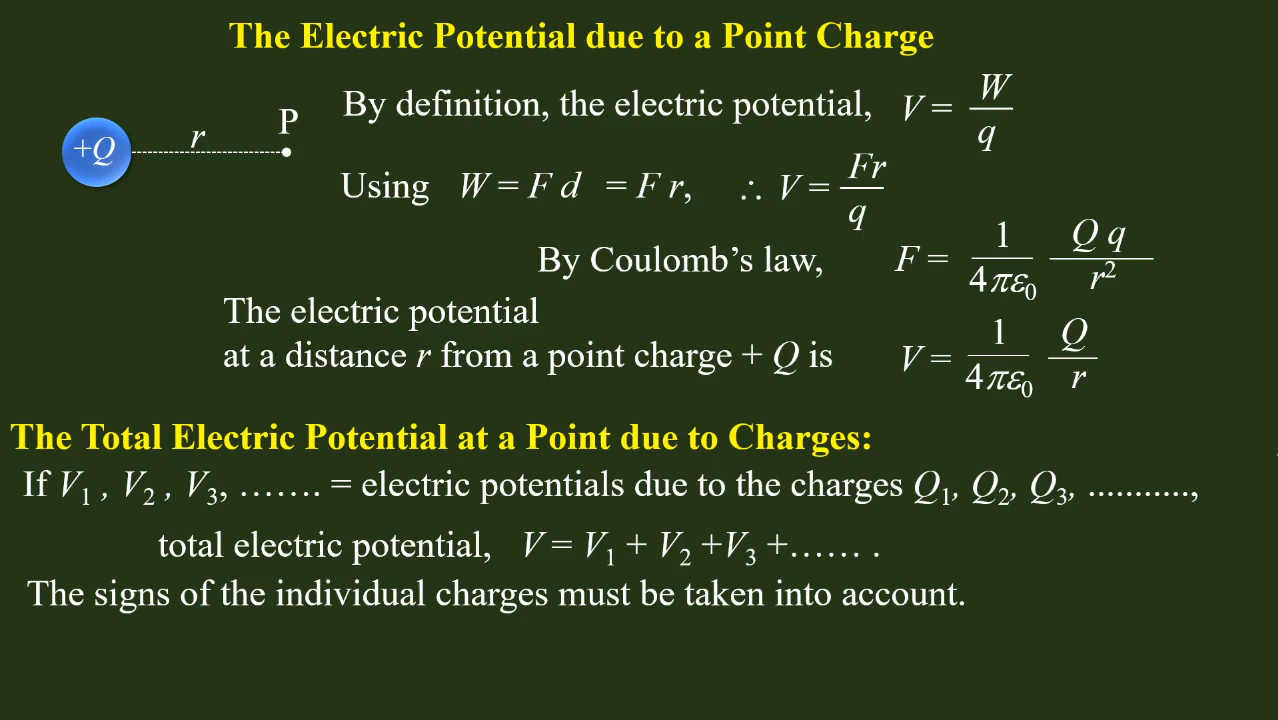 The Electric Potential due to a Point Charge
By definition, the electric potential, V = W/q
+Q r P
Using W = F d = F r, ∴ V = Fr/q
By Coulomb's law, F = 1/4πε₀ Q q/r²
The electric potential
at a distance r from a point charge + Q is V = 1/4πε₀ Q/r
The Total Electric Potential at a Point due to Charges:
If V₁ , V₂ , V₃, ....... = electric potentials due to the charges Q₁, Q₂, Q₃, ...........,
total electric potential, V = V₁ + V₂ +V₃ +...... .
The signs of the individual charges must be taken into account.